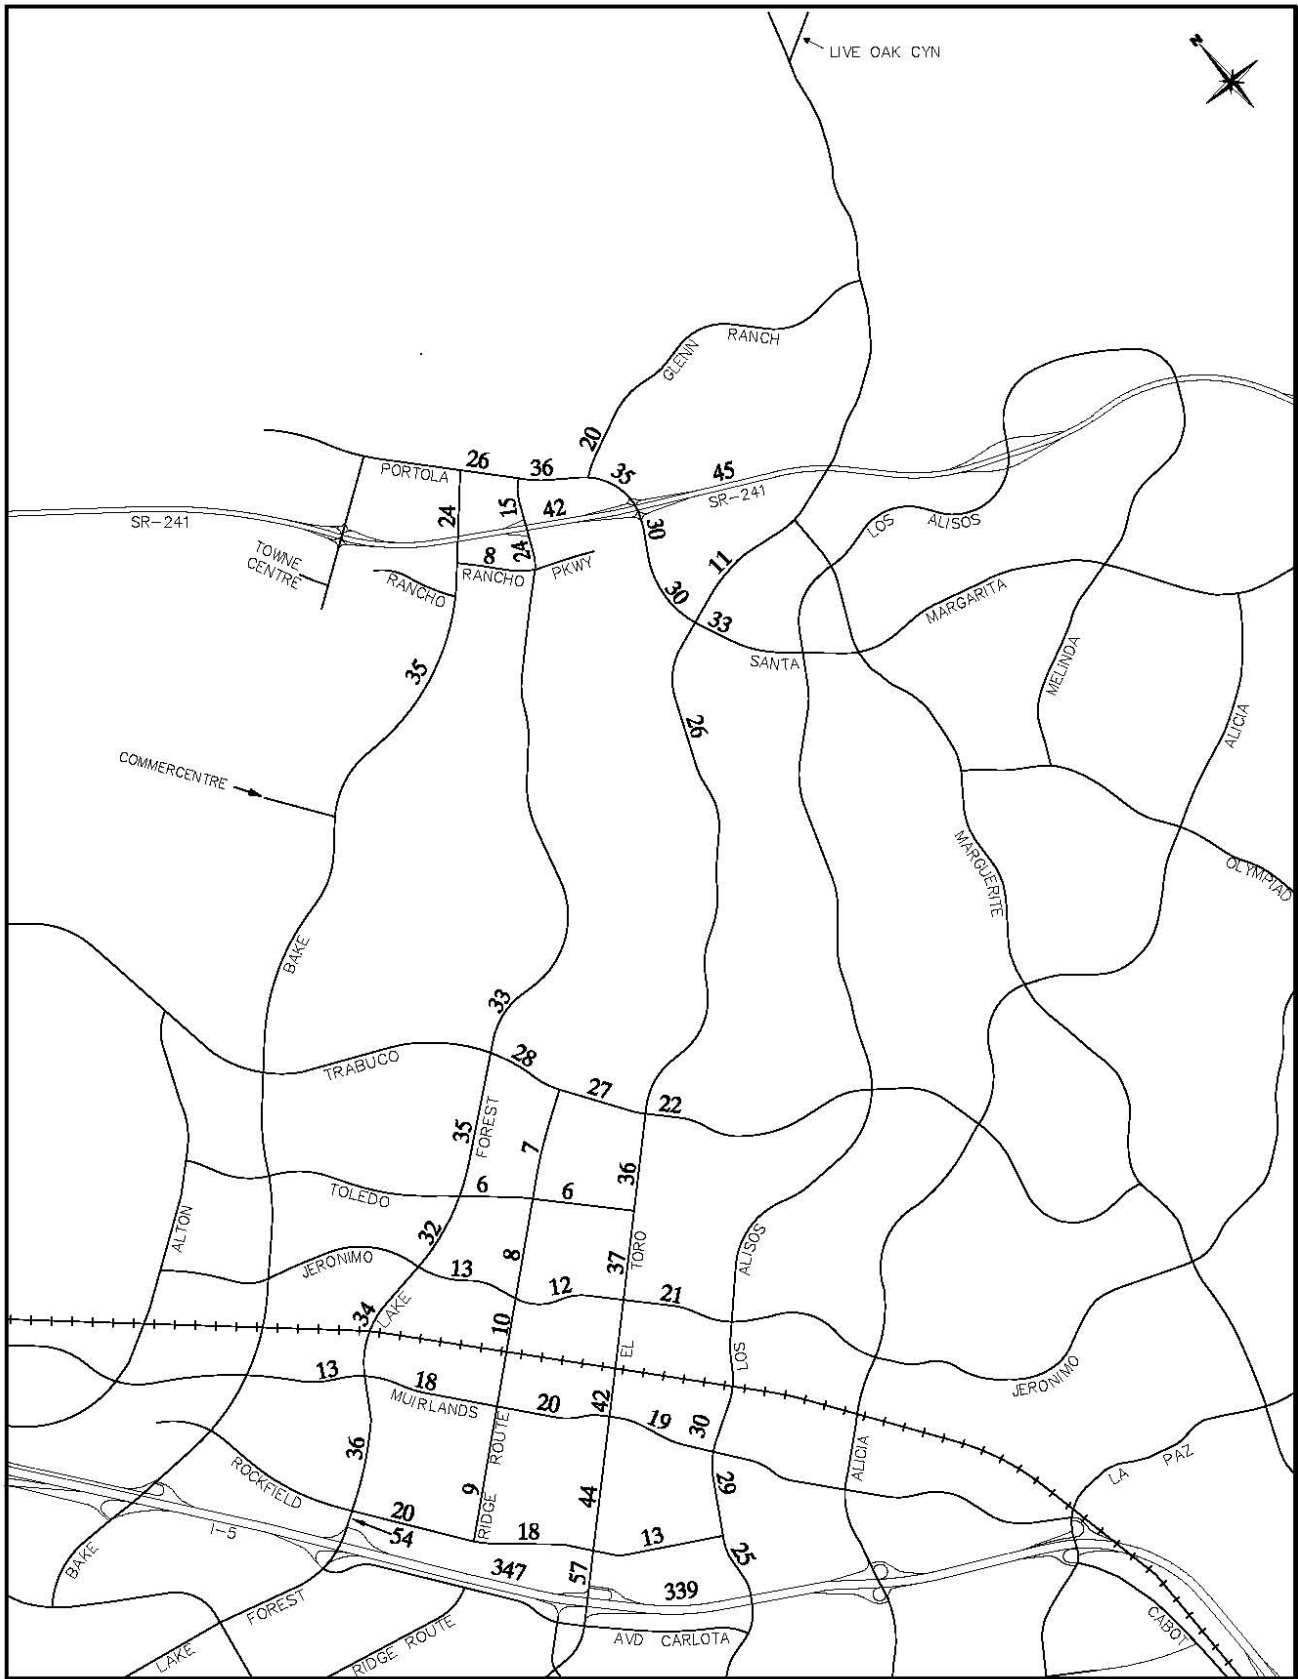 N
LIVE OAK CYN
RANCH
GLENN
20
26
36
35
45
PORTOLA
SR-241
24
15
42
SR-241
30
LOS
ALISOS
TOWNE
CENTRE
8
24
RANCHO
RANCHO
PKWY
11
30
33
MARGARITA
SANTA
35
MELINDA
26
ALICIA
COMMERCENTRE
MARGUERITE
OLYMPIAD
BAKE
33
28
TRABUCO
27
22
35
FOREST
7
36
TOLEDO
6
6
ALTON
32
8
37
TORO
ALISOS
JERONIMO
13
12
21
34
LAKE
10
EL
LOS
13
18
JERONIMO
MUIRLANDS
20
42
19
30
36
ROUTE
ALICIA
LA PAZ
ROCKFIELD
9
44
29
20
RIDGE
18
13
I-5
54
25
BAKE
347
57
339
FOREST
CABOT
LAKE
RIDGE ROUTE
AVD CARLOTA